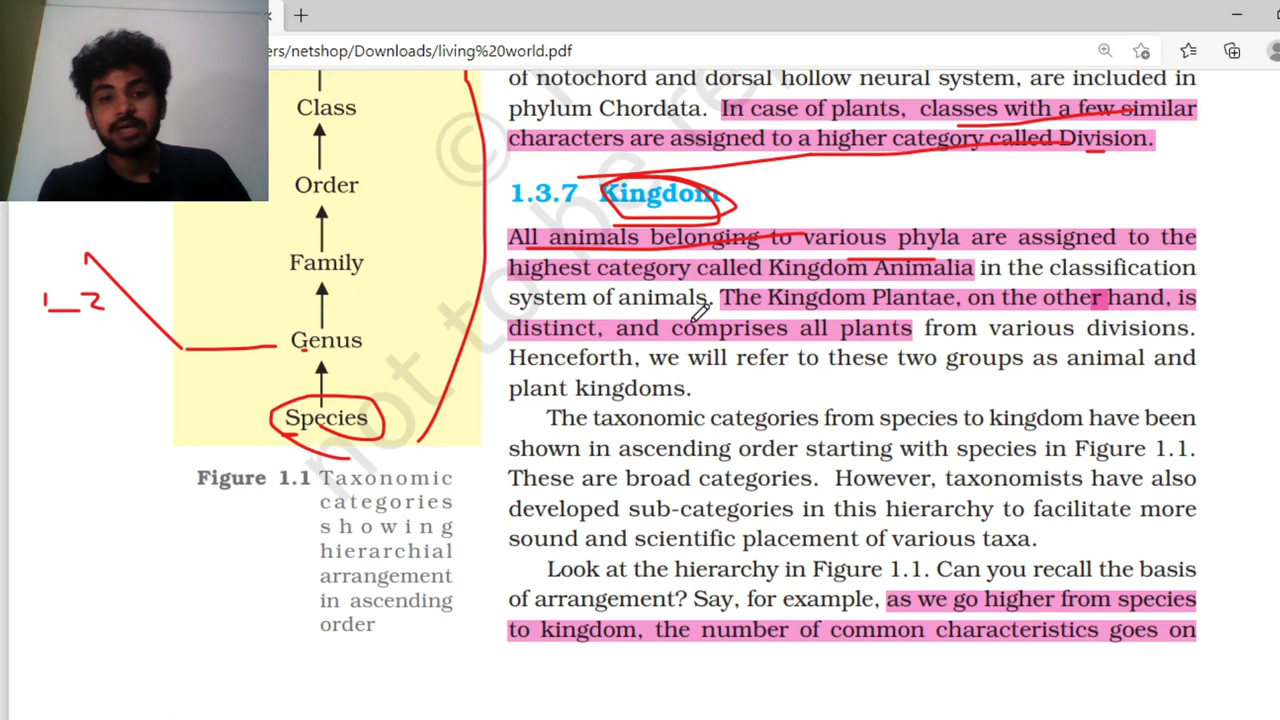 ers/netshop/Downloads/living%20world.pdf
of notochord and dorsal hollow neural system, are included in
phylum Chordata. In case of plants, classes with a few similar
characters are assigned to a higher category called Division.
1.3.7 Kingdom
All animals belonging to various phyla are assigned to the
highest category called Kingdom Animalia in the classification
system of animals. The Kingdom Plantae, on the other hand, is
distinct, and comprises all plants from various divisions.
Henceforth, we will refer to these two groups as animal and
plant kingdoms.
The taxonomic categories from species to kingdom have been
shown in ascending order starting with species in Figure 1.1.
These are broad categories. However, taxonomists have also
developed sub-categories in this hierarchy to facilitate more
sound and scientific placement of various taxa.
Look at the hierarchy in Figure 1.1. Can you recall the basis
of arrangement? Say, for example, as we go higher from species
to kingdom, the number of common characteristics goes on
Class
Order
Family
Genus
Species
1_2
Figure 1.1 Taxonomic
categories
showing
hierarchial
arrangement
in ascending
order
© 
not to be re